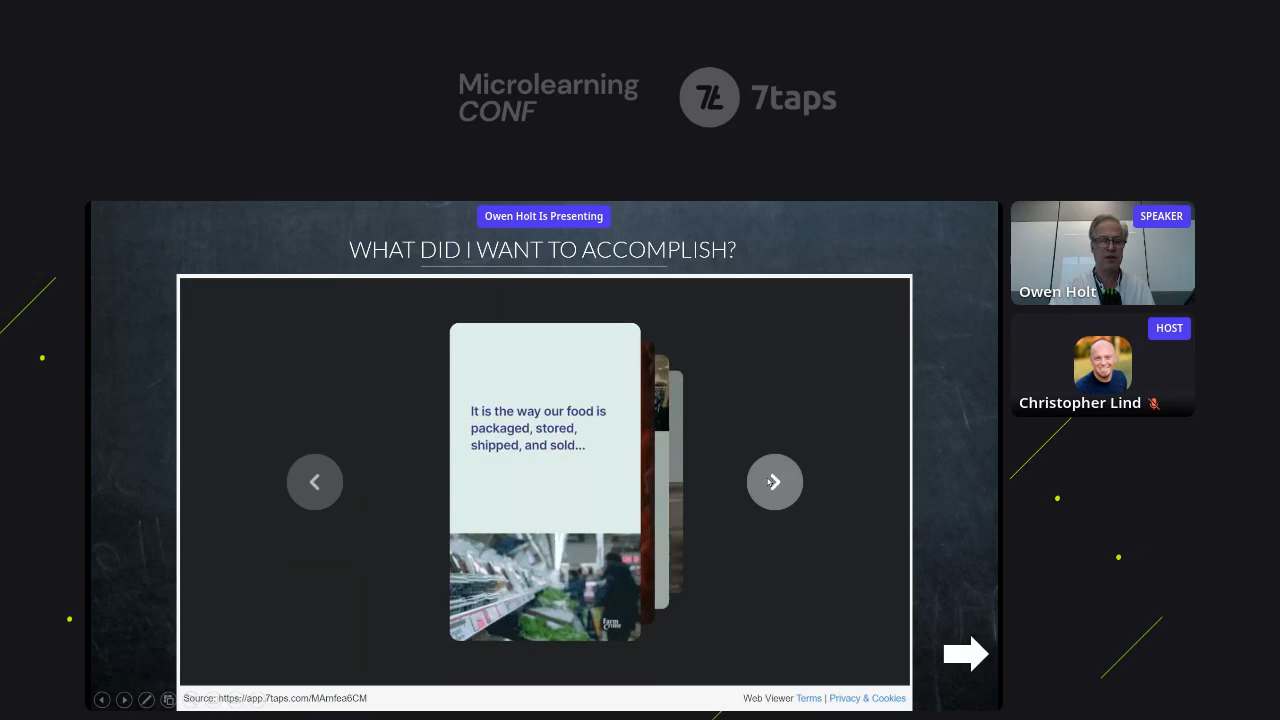 Microlearning
CONF
7taps
Owen Holt Is Presenting
WHAT DID I WANT TO ACCOMPLISH?
It is the way our food is
packaged, stored,
shipped, and sold...
Source: https://app.7taps.com/MAmfea6CM
Web Viewer Terms | Privacy & Cookies
SPEAKER
Owen Holt
HOST
Christopher Lind